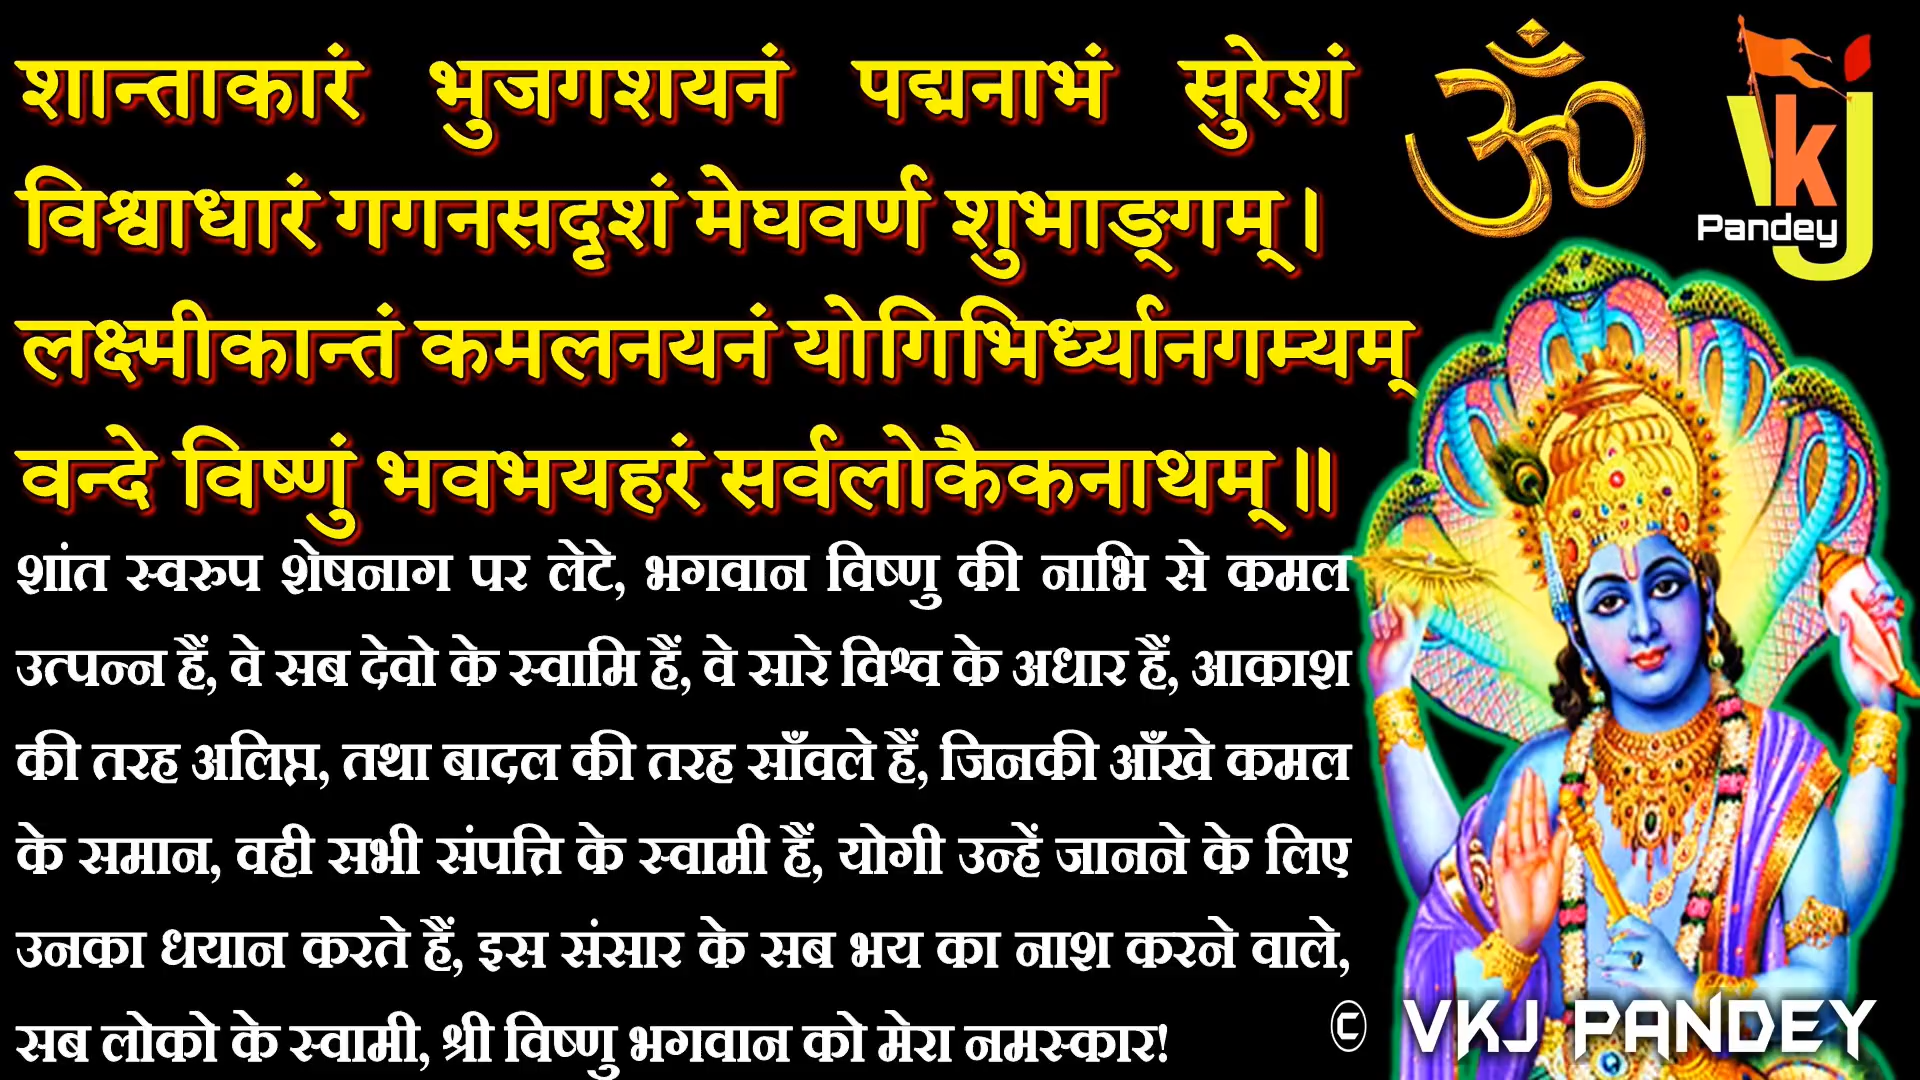 शान्ताकारं भुजगशयनं पद्मनाभं सुरेशं
विश्वाधारं गगनसदृशं मेघवर्ण शुभाङ्गम्।
लक्ष्मीकान्तं कमलनयनं योगिभिर्ध्यानगम्यम्
वन्दे विष्णुं भवभयहरं सर्वलोकैकनाथम्॥
शांत स्वरुप शेषनाग पर लेटे, भगवान विष्णु की नाभि से कमल
उत्पन्न हैं, वे सब देवो के स्वामि हैं, वे सारे विश्व के अधार हैं, आकाश
की तरह अलिप्त, तथा बादल की तरह साँवले हैं, जिनकी आँखे कमल
के समान, वही सभी संपत्ति के स्वामी हैं, योगी उन्हें जानने के लिए
उनका धयान करते हैं, इस संसार के सब भय का नाश करने वाले,
सब लोको के स्वामी, श्री विष्णु भगवान को मेरा नमस्कार!
ॐ
VkJ
Pandey
© VKJ PANDEY